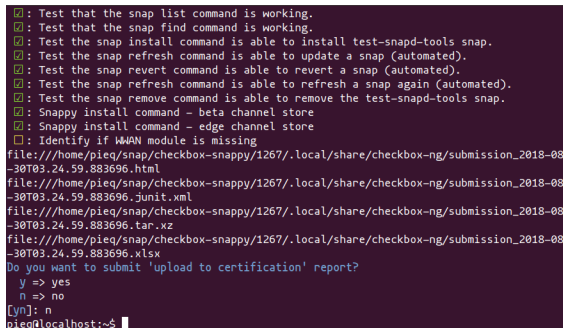 ☑: Test that the snap list command is working.
☑: Test that the snap find command is working.
☑: Test the snap install command is able to install test-snapd-tools snap.
☑: Test the snap refresh command is able to update a snap (automated).
☑: Test the snap revert command is able to revert a snap (automated).
☑: Test the snap refresh command is able to refresh a snap again (automated).
☑: Test the snap remove command is able to remove the test-snapd-tools snap.
☑: Snappy install command – beta channel store
☑: Snappy install command – edge channel store
☐: Identify if WWAN module is missing
file:///home/pieq/snap/checkbox-snappy/1267/.local/share/checkbox-ng/submission_2018-08
-30T03.24.59.883696.html
file:///home/pieq/snap/checkbox-snappy/1267/.local/share/checkbox-ng/submission_2018-08
-30T03.24.59.883696.junit.xml
file:///home/pieq/snap/checkbox-snappy/1267/.local/share/checkbox-ng/submission_2018-08
-30T03.24.59.883696.tar.xz
file:///home/pieq/snap/checkbox-snappy/1267/.local/share/checkbox-ng/submission_2018-08
-30T03.24.59.883696.xlsx
Do you want to submit 'upload to certification' report?
y => yes
n => no
[yn]: n
pieq@localhost:~$